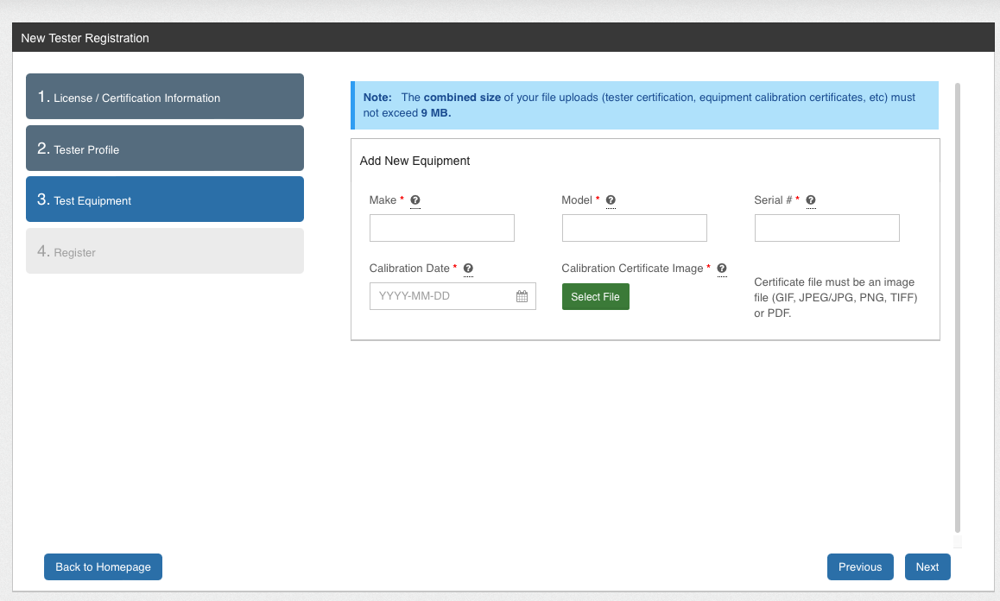 New Tester Registration
1. License / Certification Information
2. Tester Profile
3. Test Equipment
4. Register
Note: The combined size of your file uploads (tester certification, equipment calibration certificates, etc) must
not exceed 9 MB.
Add New Equipment
Make *
Model *
Serial # *
Calibration Date *
YYYY-MM-DD
Calibration Certificate Image *
Select File
Certificate file must be an image
file (GIF, JPEG/JPG, PNG, TIFF)
or PDF.
Back to Homepage
Previous
Next